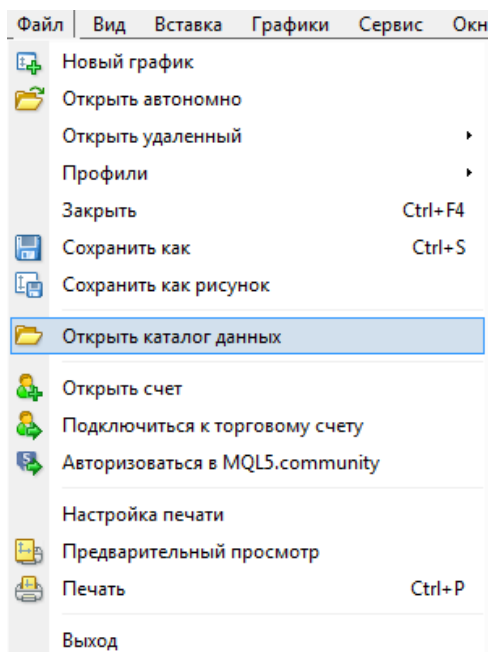 Файл Вид Вставка Графики Сервис Окн
Новый график
Открыть автономно
Открыть удаленный
Профили
Закрыть Ctrl+F4
Сохранить как Ctrl+S
Сохранить как рисунок
Открыть каталог данных
Открыть счет
Подключиться к торговому счету
Авторизоваться в MQL5.community
Настройка печати
Предварительный просмотр
Печать Ctrl+P
Выход